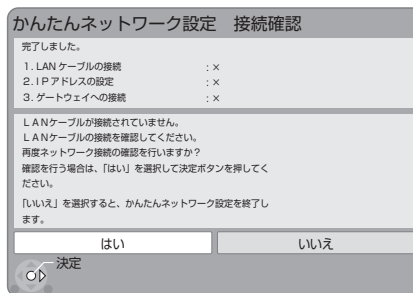 かんたんネットワーク設定　接続確認
完了しました。
1. LAN ケーブルの接続　：×
2. I P アドレスの設定　：×
3. ゲートウェイへの接続　：×
ＬＡＮケーブルが接続されていません。
ＬＡＮケーブルの接続を確認してください。
再度ネットワーク接続の確認を行いますか？
確認を行う場合は、「はい」を選択して決定ボタンを押してく
ださい。
「いいえ」を選択すると、かんたんネットワーク設定を終了し
ます。
はい　いいえ
決定